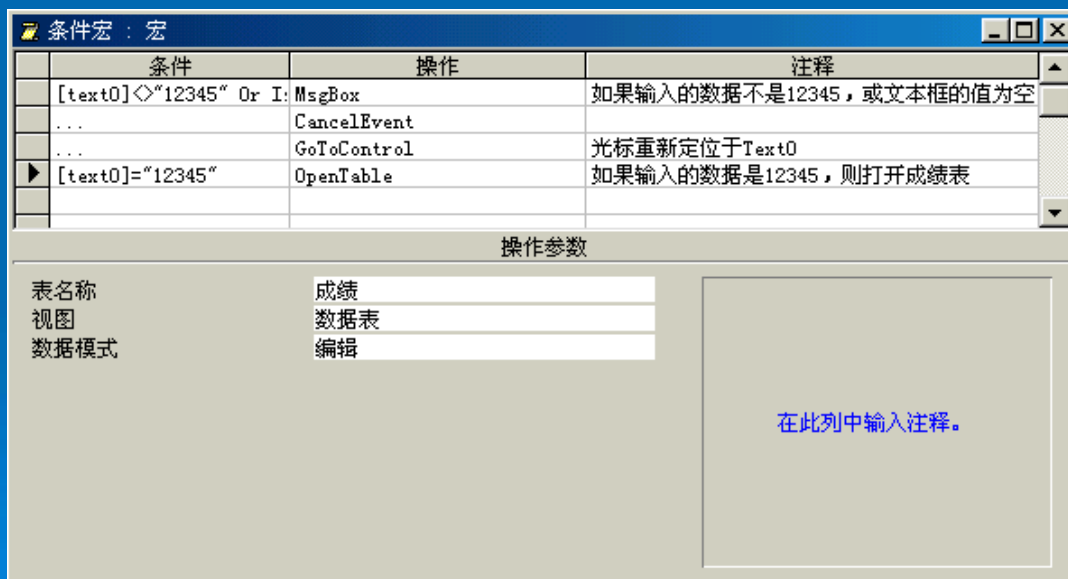 条件宏 : 宏
条件 操作 注释
[text0]<>"12345" Or I MsgBox 如果输入的数据不是12345，或文本框的值为空
... CancelEvent
... GoToControl 光标重新定位于Text0
[text0]="12345" OpenTable 如果输入的数据是12345，则打开成绩表
操作参数
表名称 成绩
视图 数据表
数据模式 编辑
在此列中输入注释。